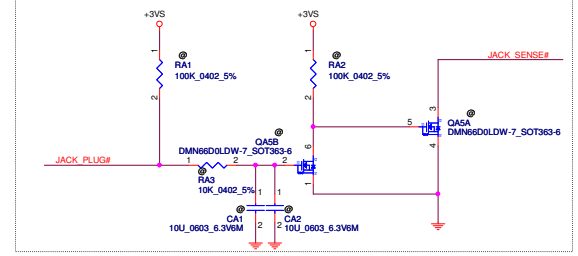 +3VS
+3VS
JACK_SENSE#
1
@
RA1
100K_0402_5%
2
1
@
RA2
100K_0402_5%
2
3
@
QA5A
DMN66D0LDW-7_SOT363-6
5
4
@
QA5B
DMN66D0LDW-7_SOT363-6
6
JACK_PLUG#
1
2
2
@
RA3
10K_0402_5%
1
1
1
@
CA1
10U_0603_6.3V6M
2
@
CA2
10U_0603_6.3V6M
2